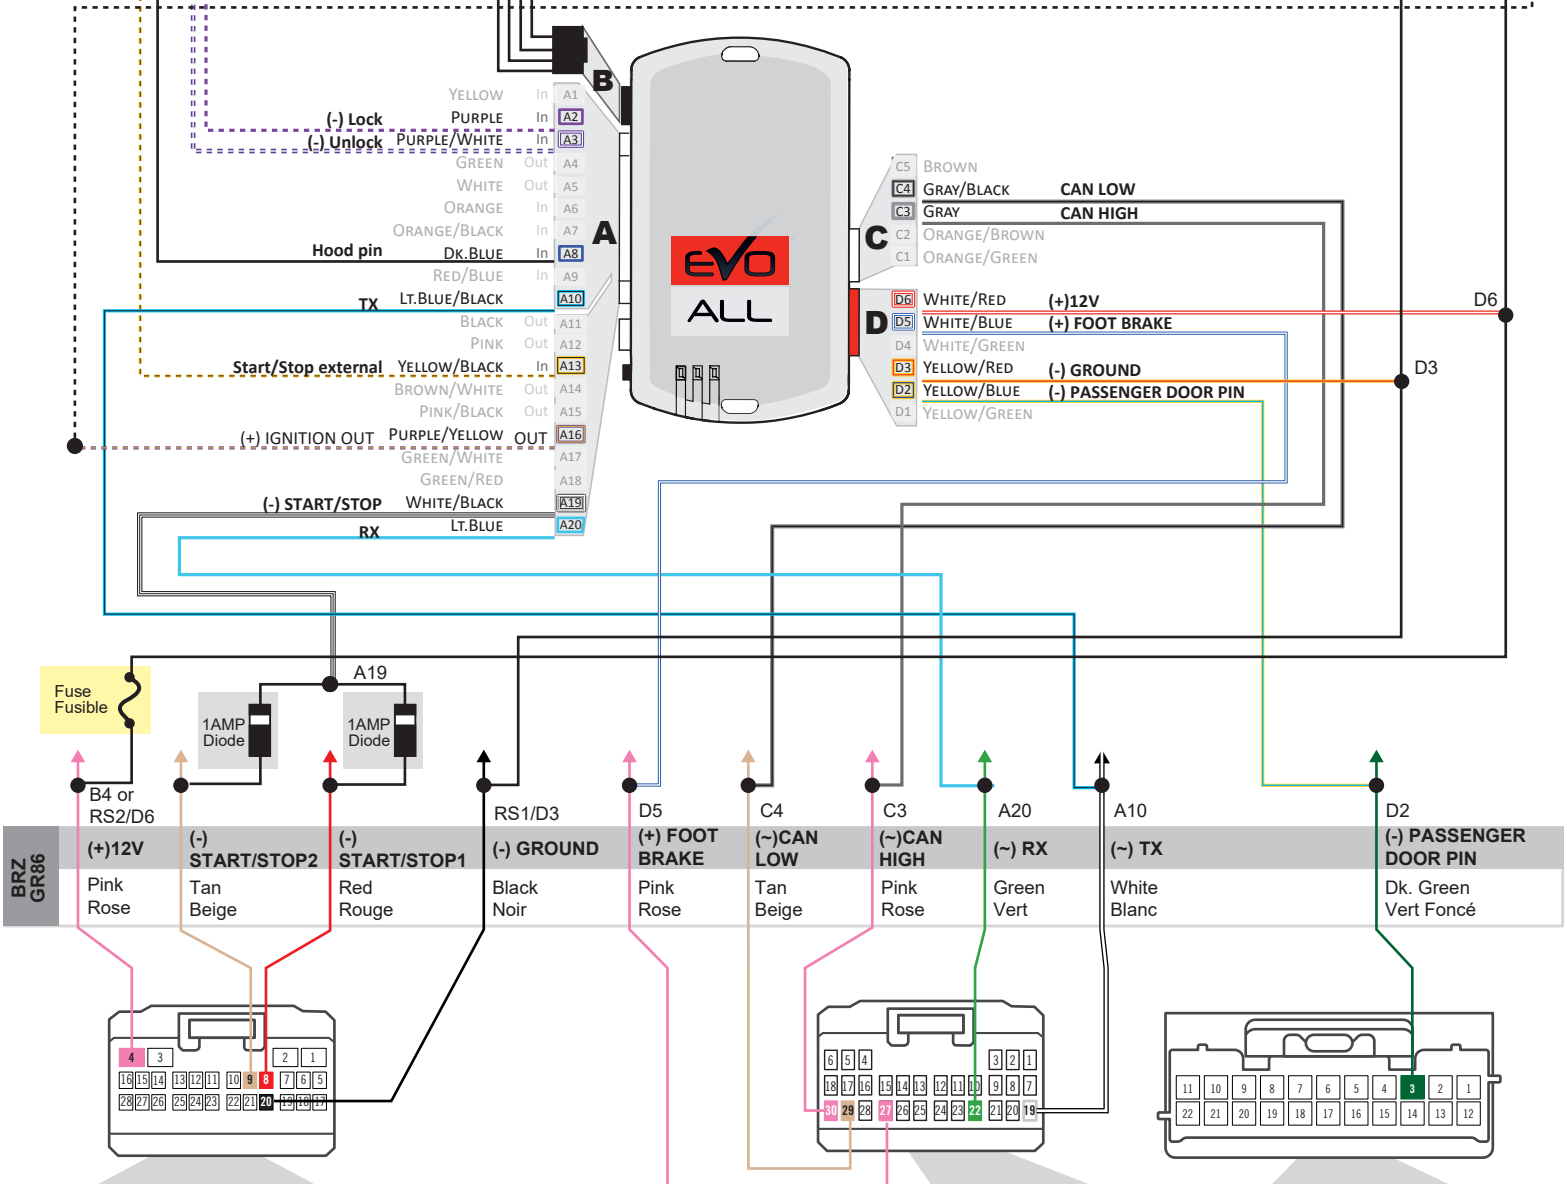 B
YELLOW In A1
(-) Lock PURPLE In A2
(-) Unlock PURPLE/WHITE In A3
GREEN Out A4
WHITE Out A5
ORANGE In A6
ORANGE/BLACK In A7
Hood pin DK.BLUE In A8
RED/BLUE In A9
TX LT.BLUE/BLACK A10
BLACK Out A11
PINK Out A12
Start/Stop external YELLOW/BLACK In A13
BROWN/WHITE Out A14
PINK/BLACK Out A15
(+) IGNITION OUT PURPLE/YELLOW OUT A16
GREEN/WHITE A17
GREEN/RED A18
(-) START/STOP WHITE/BLACK A19
RX LT.BLUE A20
A
EVO
ALL
C
C5 BROWN
C4 GRAY/BLACK CAN LOW
C3 GRAY CAN HIGH
C2 ORANGE/BROWN
C1 ORANGE/GREEN
D
D6 WHITE/RED (+)12V D6
D5 WHITE/BLUE (+) FOOT BRAKE
D4 WHITE/GREEN
D3 YELLOW/RED (-) GROUND D3
D2 YELLOW/BLUE (-) PASSENGER DOOR PIN
D1 YELLOW/GREEN
Fuse
Fusible
A19
1AMP
Diode
1AMP
Diode
B4 or
RS2/D6
RS1/D3
D5
C4
C3
A20
A10
D2
BRZ
GR86
(+)12V
Pink
Rose
(-)
START/STOP2
Tan
Beige
(-)
START/STOP1
Red
Rouge
(-) GROUND
Black
Noir
(+) FOOT
BRAKE
Pink
Rose
(~)CAN
LOW
Tan
Beige
(~)CAN
HIGH
Pink
Rose
(~) RX
Green
Vert
(~) TX
White
Blanc
(-) PASSENGER
DOOR PIN
Dk. Green
Vert Foncé
4 3 2 1
16 15 14 13 12 11 10 9 8 7 6 5
28 27 26 25 24 23 22 21 20 19 18 17
6 5 4 3 2 1
18 17 16 15 14 13 12 11 10 9 8 7
30 29 28 27 26 25 24 23 22 21 20 19
11 10 9 8 7 6 5 4 3 2 1
22 21 20 19 18 17 16 15 14 13 12